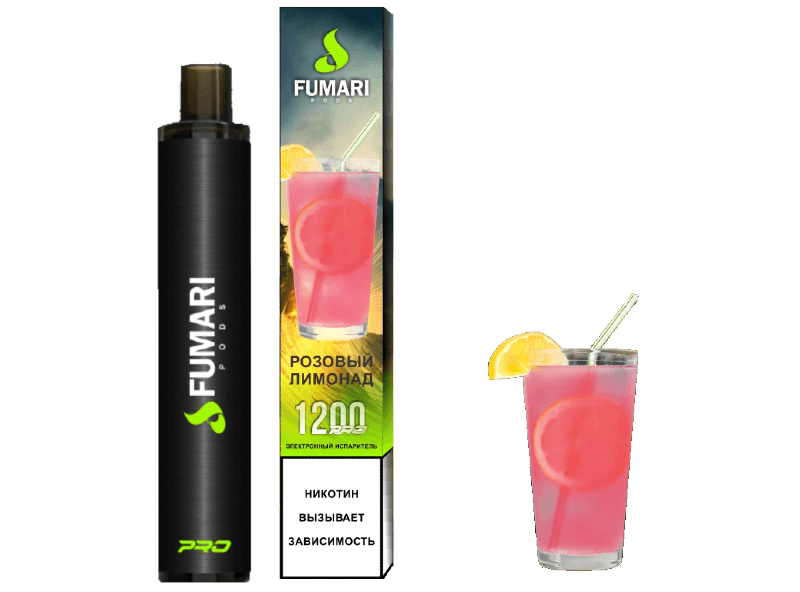 FUMARI
PODS
PRO
FUMARI
PODS
РОЗОВЫЙ
ЛИМОНАД
1200
PRO
ЭЛЕКТРОННЫЙ ИСПАРИТЕЛЬ
НИКОТИН
ВЫЗЫВАЕТ
ЗАВИСИМОСТЬ